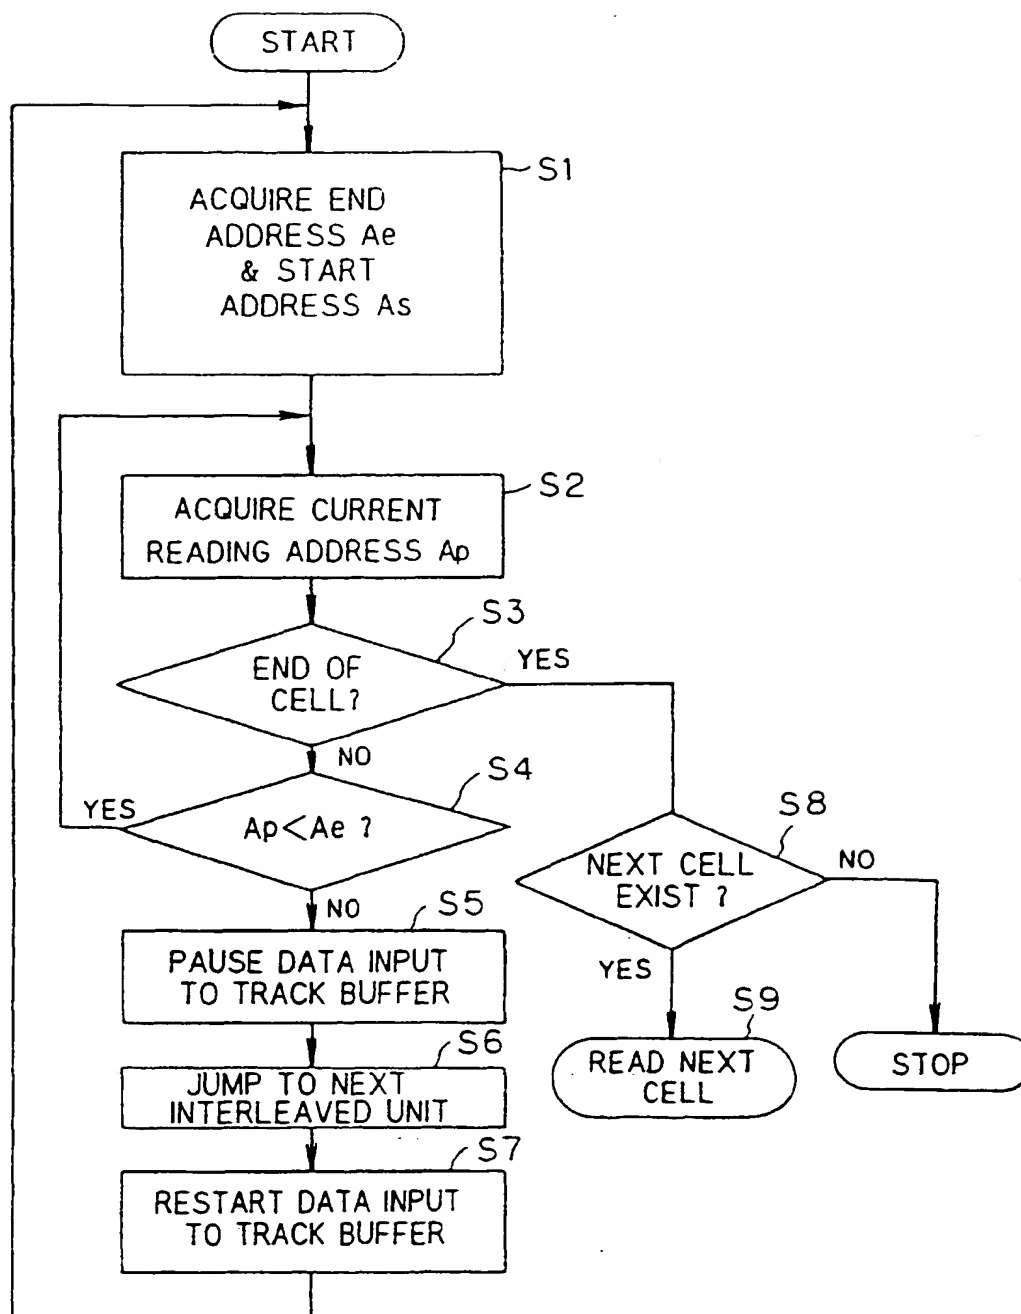 START
S1
ACQUIRE END
ADDRESS Ae
& START
ADDRESS As
S2
ACQUIRE CURRENT
READING ADDRESS Ap
S3
END OF
CELL?
YES
NO
S4
Ap<Ae ?
YES
NO
S8
NEXT CELL
EXIST ?
NO
YES
S5
PAUSE DATA INPUT
TO TRACK BUFFER
S6
JUMP TO NEXT
INTERLEAVED UNIT
S9
READ NEXT
CELL
STOP
S7
RESTART DATA INPUT
TO TRACK BUFFER